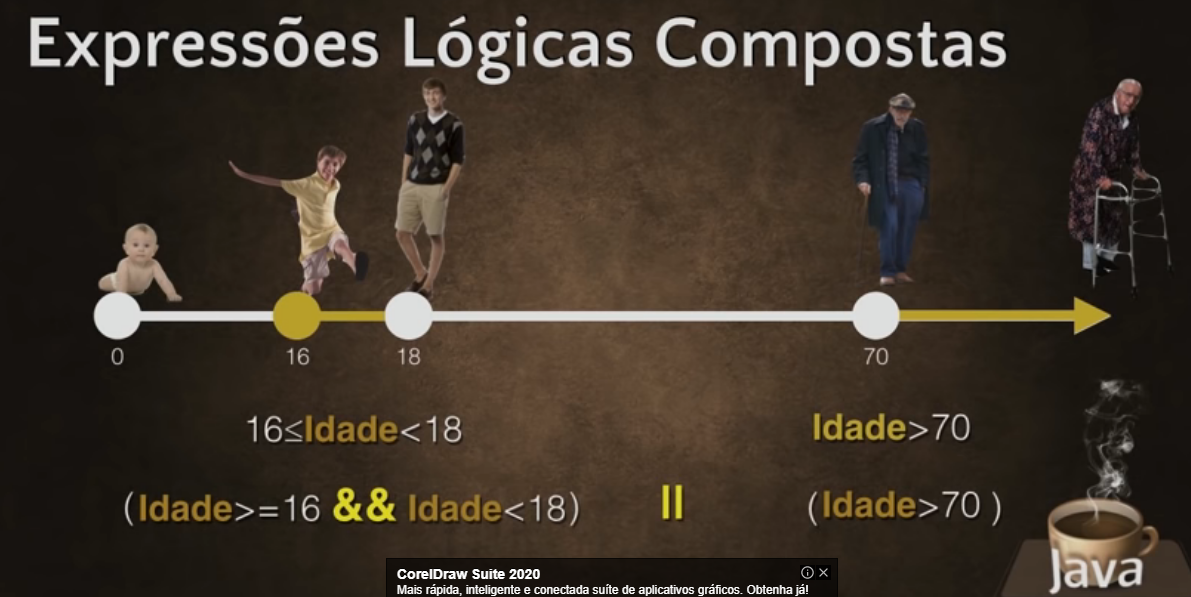 Expressões Lógicas Compostas
0 16 18 70
16≤Idade<18 Idade>70
(Idade>=16 && Idade<18) || (Idade>70 )
Java
CorelDraw Suite 2020
Mais rápida, inteligente e conectada suíte de aplicativos gráficos. Obtenha já!